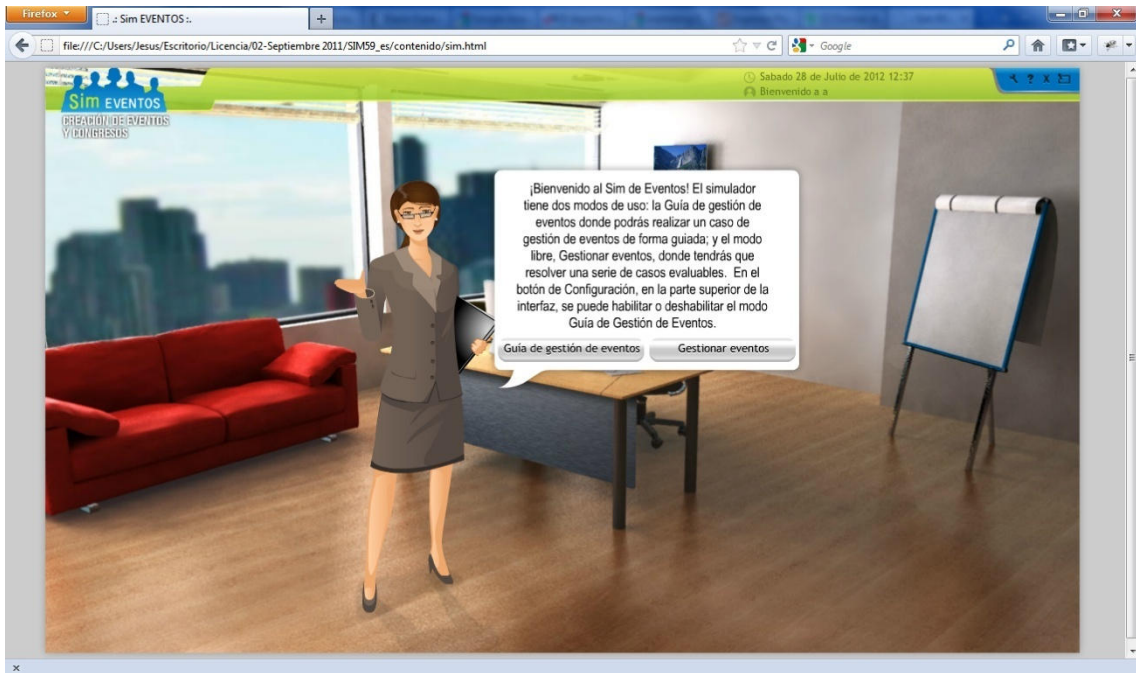 Firefox
.: Sim EVENTOS :.
file:///C:/Users/Jesus/Escritorio/Licencia/02-Septiembre 2011/SIM59_es/contenido/sim.html
Google
Sim EVENTOS
CREACIÓN DE EVENTOS
Y CONGRESOS
Sabado 28 de Julio de 2012 12:37
Bienvenido a a
¡Bienvenido al Sim de Eventos! El simulador
tiene dos modos de uso: la Guía de gestión de
eventos donde podrás realizar un caso de
gestión de eventos de forma guiada; y el modo
libre, Gestionar eventos, donde tendrás que
resolver una serie de casos evaluables. En el
botón de Configuración, en la parte superior de la
interfaz, se puede habilitar o deshabilitar el modo
Guía de Gestión de Eventos.
Guía de gestión de eventos
Gestionar eventos